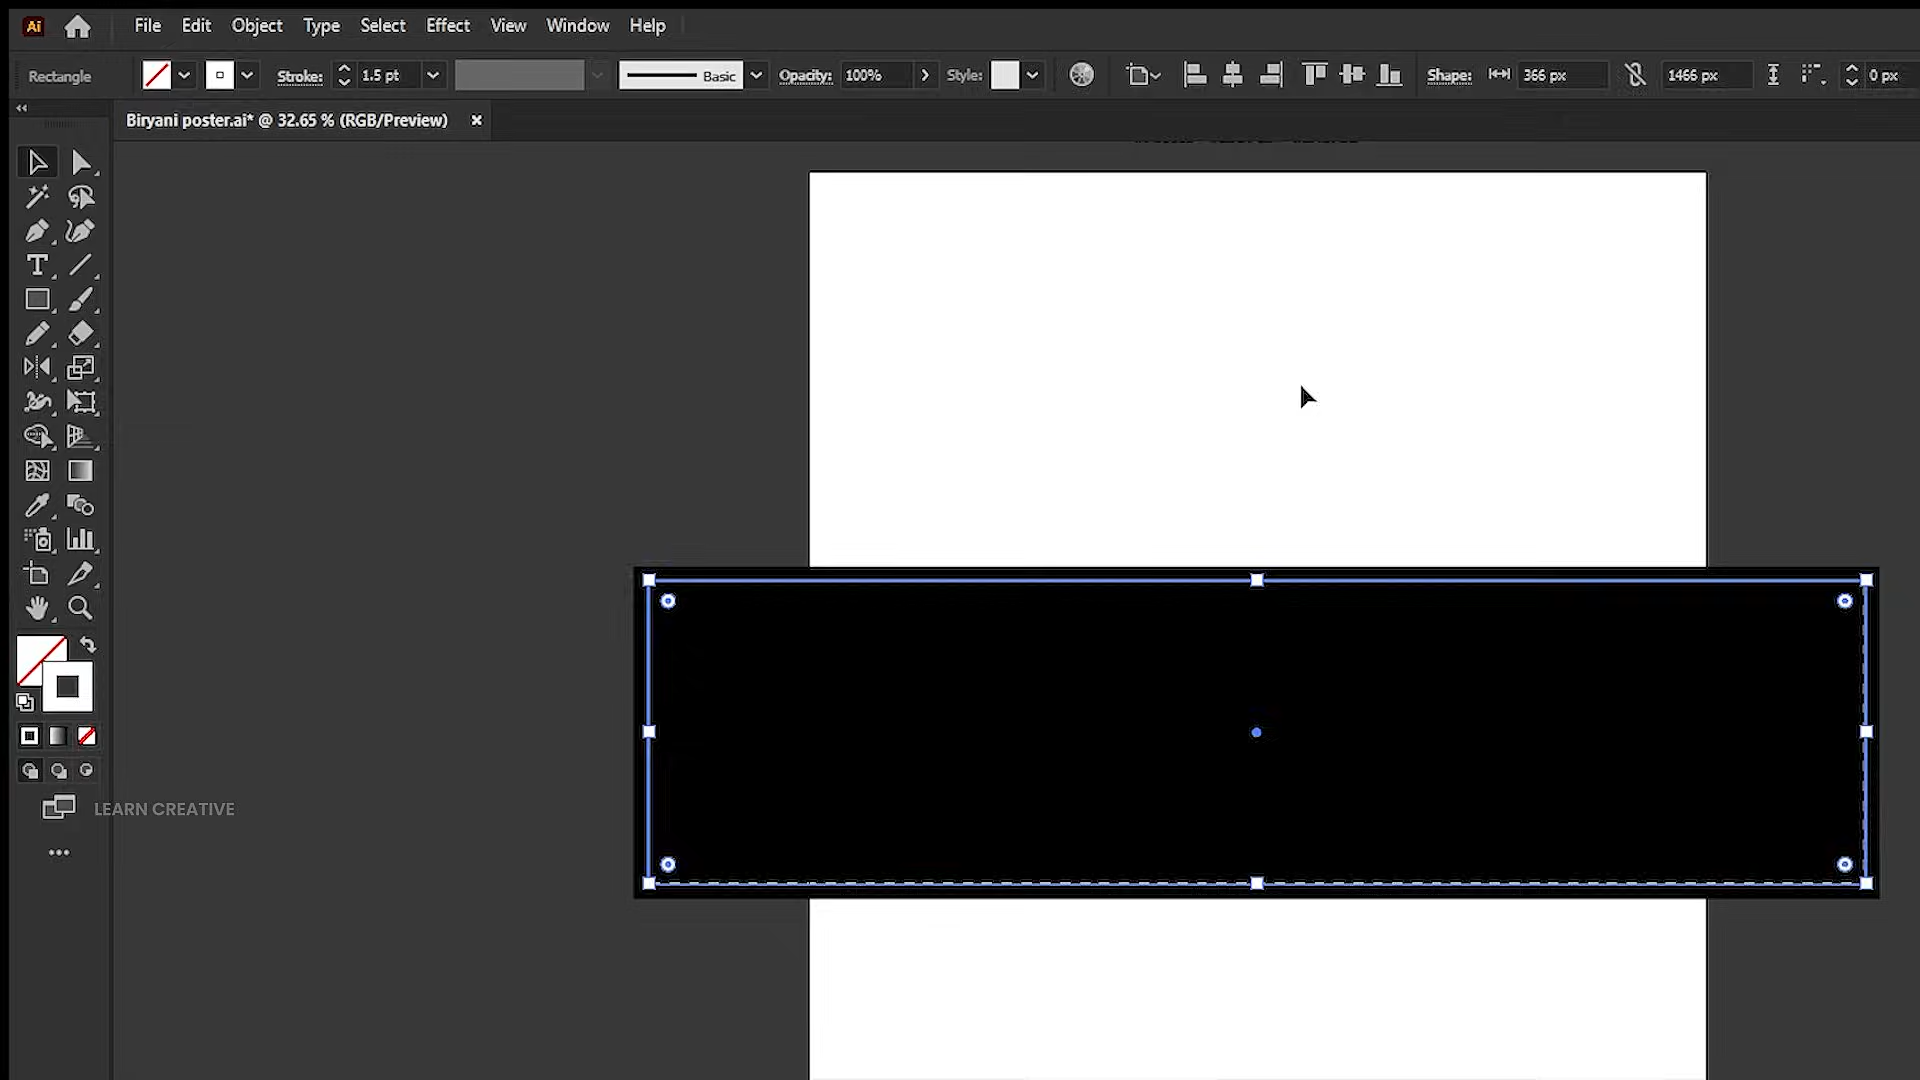 Ai File Edit Object Type Select Effect View Window Help
Rectangle Stroke: 1.5 pt Basic Opacity: 100% Style: Shape: 366 px 1466 px 0 px
Biryani poster.ai* @ 32.65 % (RGB/Preview)
LEARN CREATIVE